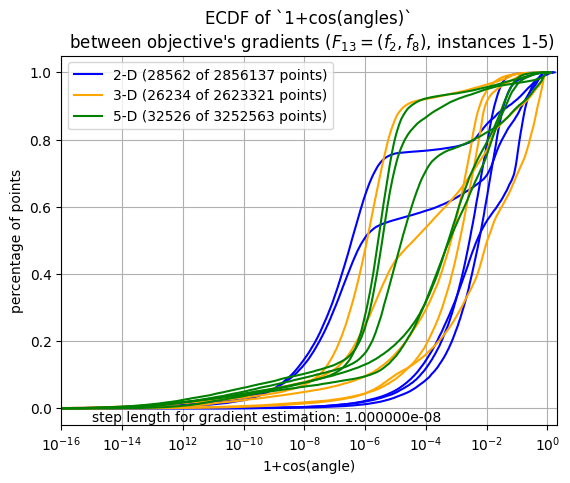 ECDF of `1+cos(angles)`
between objective's gradients (F₁₃ = (f₂, f₈), instances 1-5)
2-D (28562 of 2856137 points)
3-D (26234 of 2623321 points)
5-D (32526 of 3252563 points)
percentage of points
1.0
0.8
0.6
0.4
0.2
0.0
step length for gradient estimation: 1.000000e-08
10⁻¹⁶ 10⁻¹⁴ 10⁻¹² 10⁻¹⁰ 10⁻⁸ 10⁻⁶ 10⁻⁴ 10⁻² 10⁰
1+cos(angle)